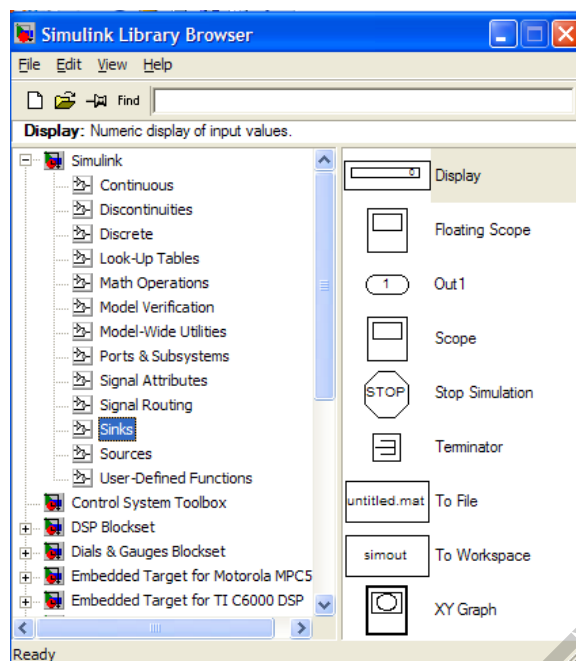 Simulink Library Browser
File Edit View Help
Find
Display: Numeric display of input values.
Simulink
Continuous
Discontinuities
Discrete
Look-Up Tables
Math Operations
Model Verification
Model-Wide Utilities
Ports & Subsystems
Signal Attributes
Signal Routing
Sinks
Sources
User-Defined Functions
Control System Toolbox
DSP Blockset
Dials & Gauges Blockset
Embedded Target for Motorola MPC5
Embedded Target for TI C6000 DSP
0 Display
Floating Scope
1 Out1
Scope
STOP Stop Simulation
Terminator
untitled.mat To File
simout To Workspace
XY Graph
Ready